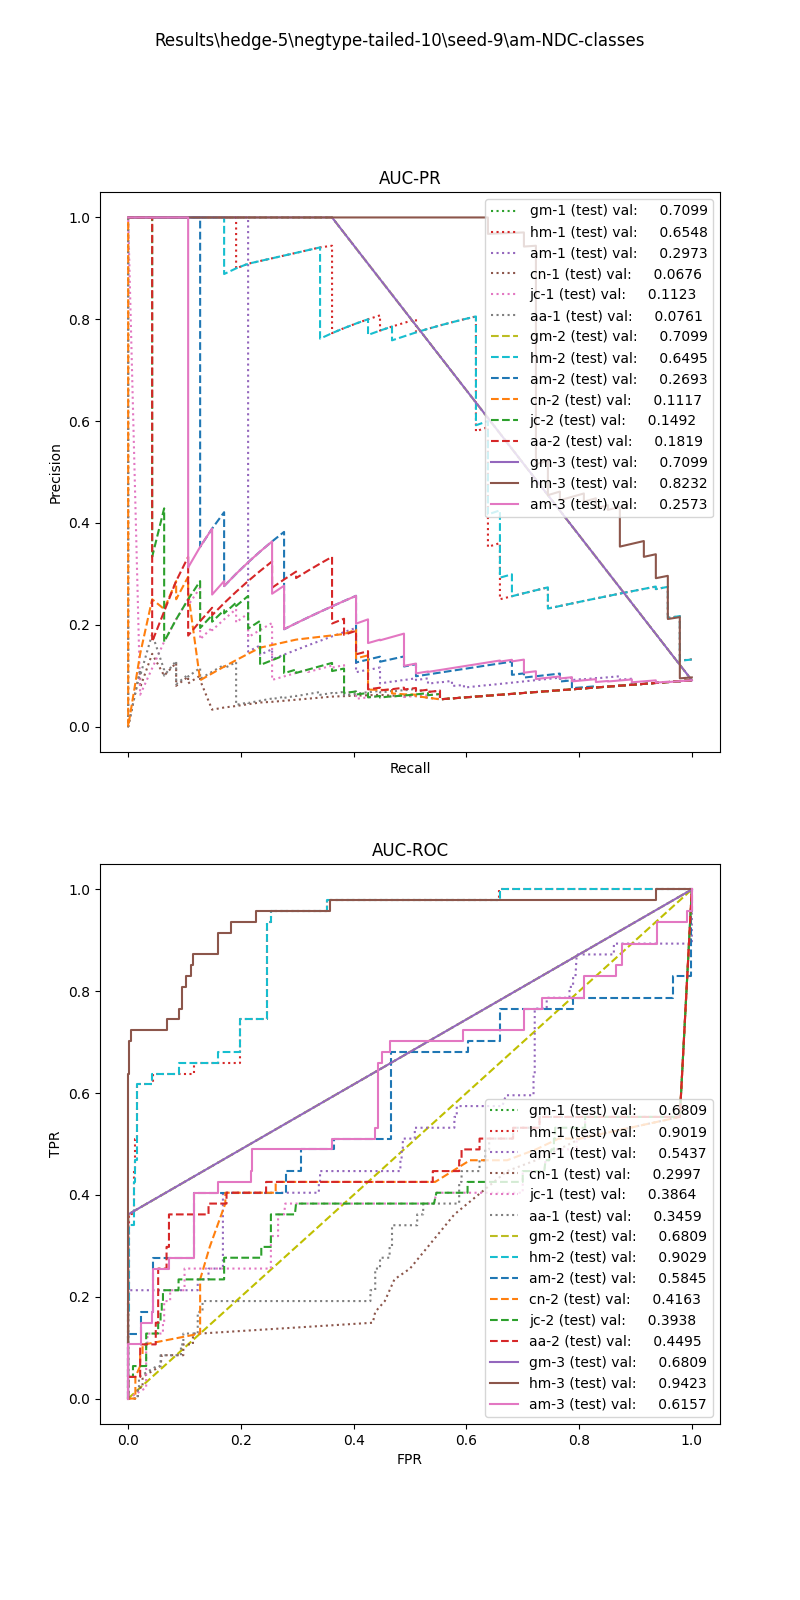 Results\hedge-5\negtype-tailed-10\seed-9\am-NDC-classes
AUC-PR
1.0
0.8
0.6
0.4
0.2
0.0
Precision
gm-1 (test) val: 0.7099
hm-1 (test) val: 0.6548
am-1 (test) val: 0.2973
cn-1 (test) val: 0.0676
jc-1 (test) val: 0.1123
aa-1 (test) val: 0.0761
gm-2 (test) val: 0.7099
hm-2 (test) val: 0.6495
am-2 (test) val: 0.2693
cn-2 (test) val: 0.1117
jc-2 (test) val: 0.1492
aa-2 (test) val: 0.1819
gm-3 (test) val: 0.7099
hm-3 (test) val: 0.8232
am-3 (test) val: 0.2573
Recall
AUC-ROC
1.0
0.8
0.6
0.4
0.2
0.0
TPR
gm-1 (test) val: 0.6809
hm-1 (test) val: 0.9019
am-1 (test) val: 0.5437
cn-1 (test) val: 0.2997
jc-1 (test) val: 0.3864
aa-1 (test) val: 0.3459
gm-2 (test) val: 0.6809
hm-2 (test) val: 0.9029
am-2 (test) val: 0.5845
cn-2 (test) val: 0.4163
jc-2 (test) val: 0.3938
aa-2 (test) val: 0.4495
gm-3 (test) val: 0.6809
hm-3 (test) val: 0.9423
am-3 (test) val: 0.6157
0.0 0.2 0.4 0.6 0.8 1.0
FPR